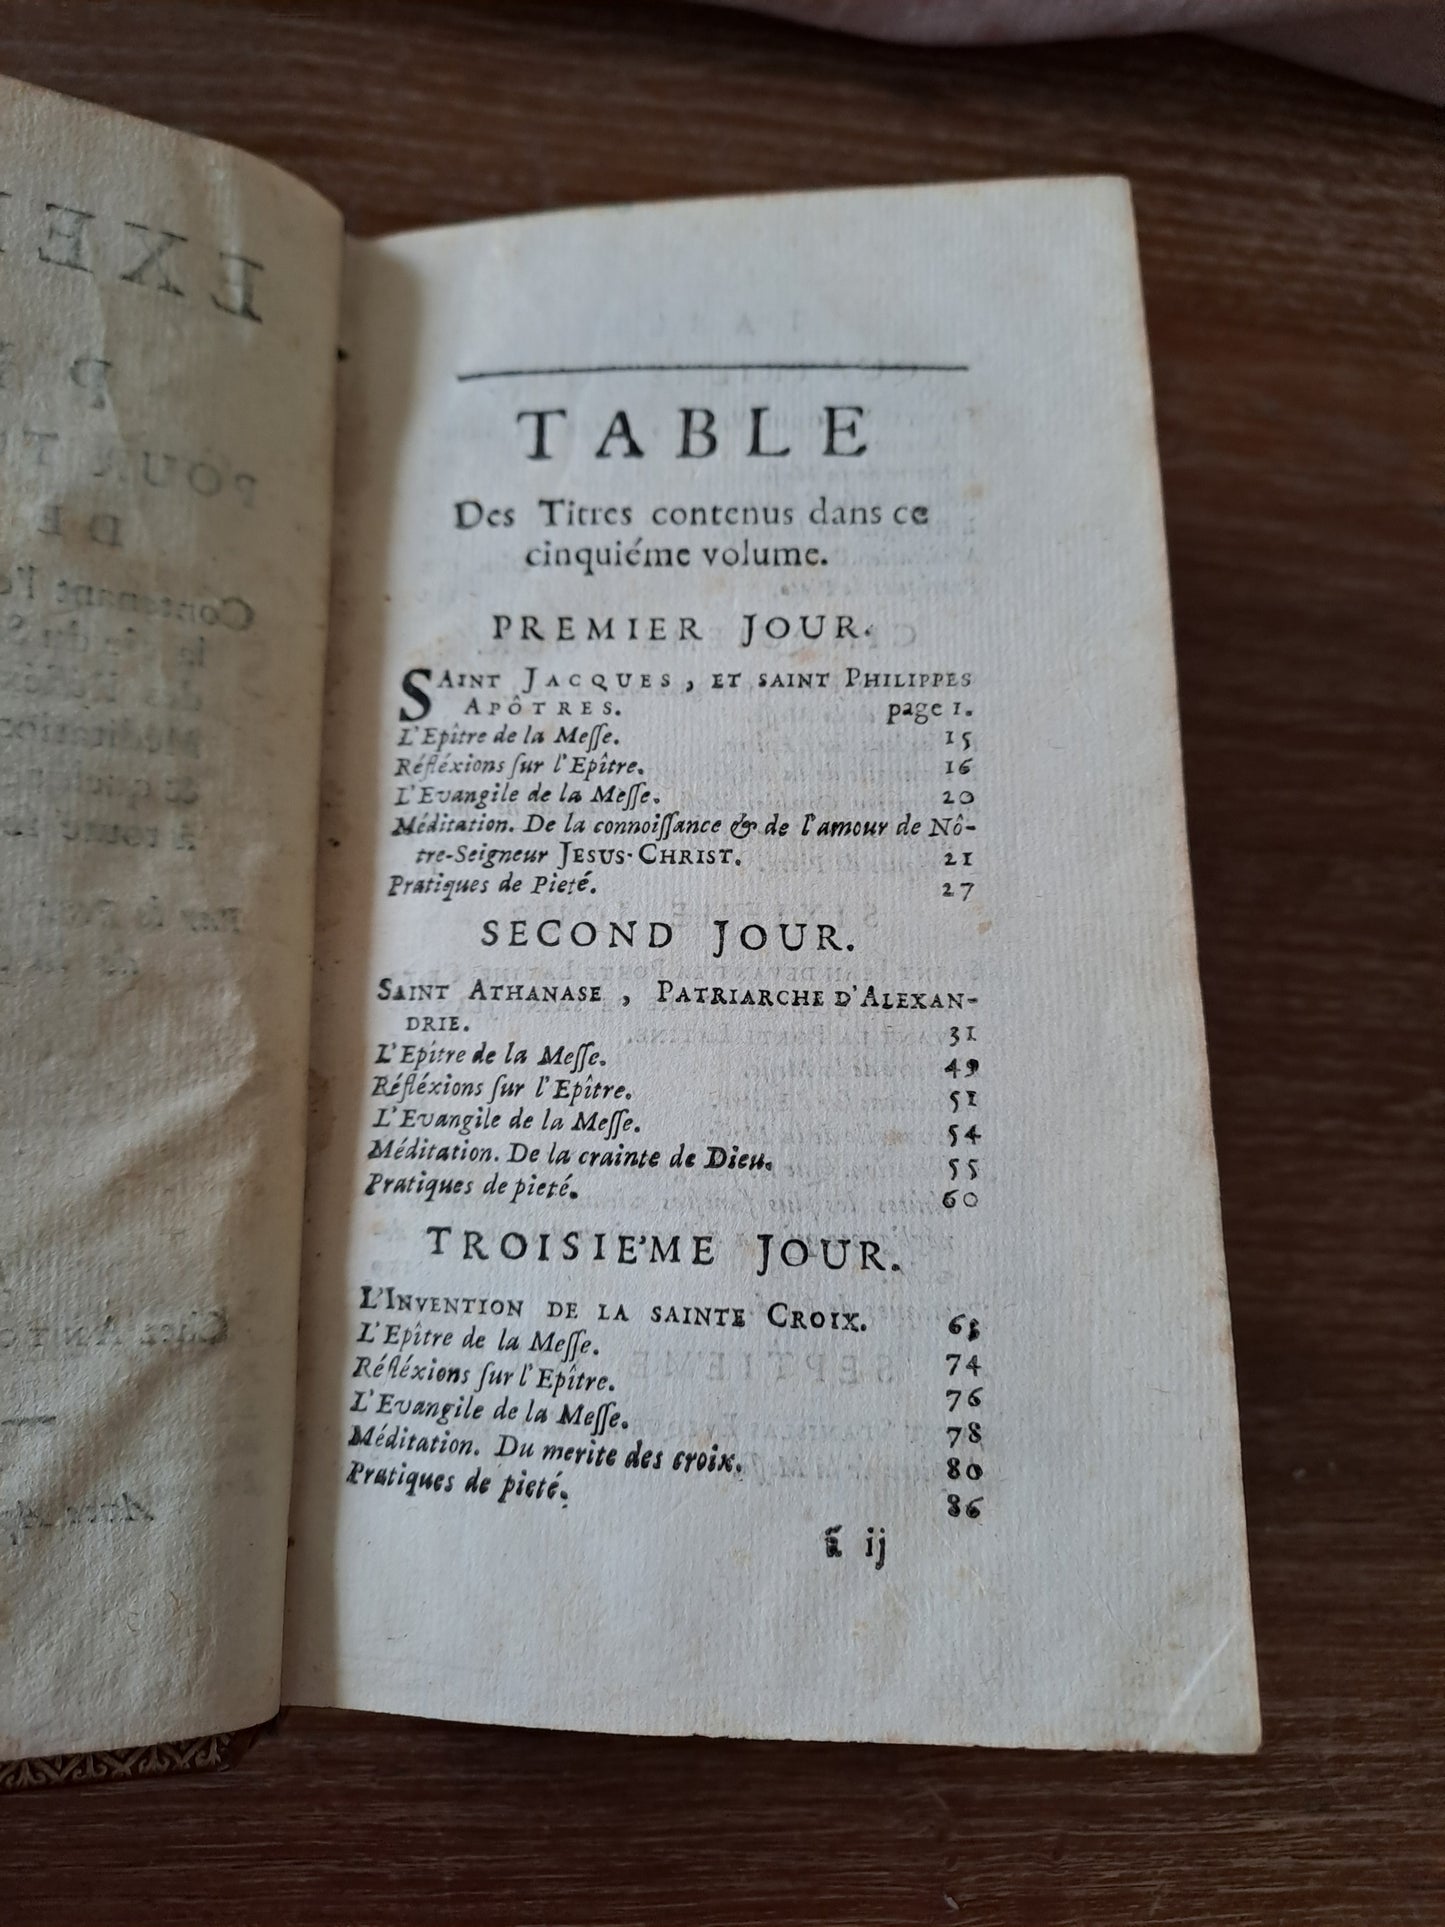 TABLE
Des Titres contenus dans ce
cinquiéme volume.
PREMIER JOUR.
SAINT JACQUES, ET SAINT PHILIPPES
APÔTRES. page 1.
L'Epître de la Meſſe. 15
Réfléxions ſur l'Epître. 16
L'Evangile de la Meſſe. 20
Méditation. De la connoiſſance & de l'amour de Nô-
tre-Seigneur JESUS-CHRIST. 21
Pratiques de Pieté. 27
SECOND JOUR.
SAINT ATHANASE, PATRIARCHE D'ALEXAN-
DRIE. 31
L'Epître de la Meſſe. 49
Réfléxions ſur l'Epître. 51
L'Evangile de la Meſſe. 54
Méditation. De la crainte de Dieu. 55
Pratiques de pieté. 60
TROISIE'ME JOUR.
L'INVENTION DE LA SAINTE CROIX.
L'Epître de la Meſſe. 74
Réfléxions ſur l'Epître. 76
L'Evangile de la Meſſe. 78
Méditation. Du merite des croix. 80
Pratiques de pieté. 86
ã ij